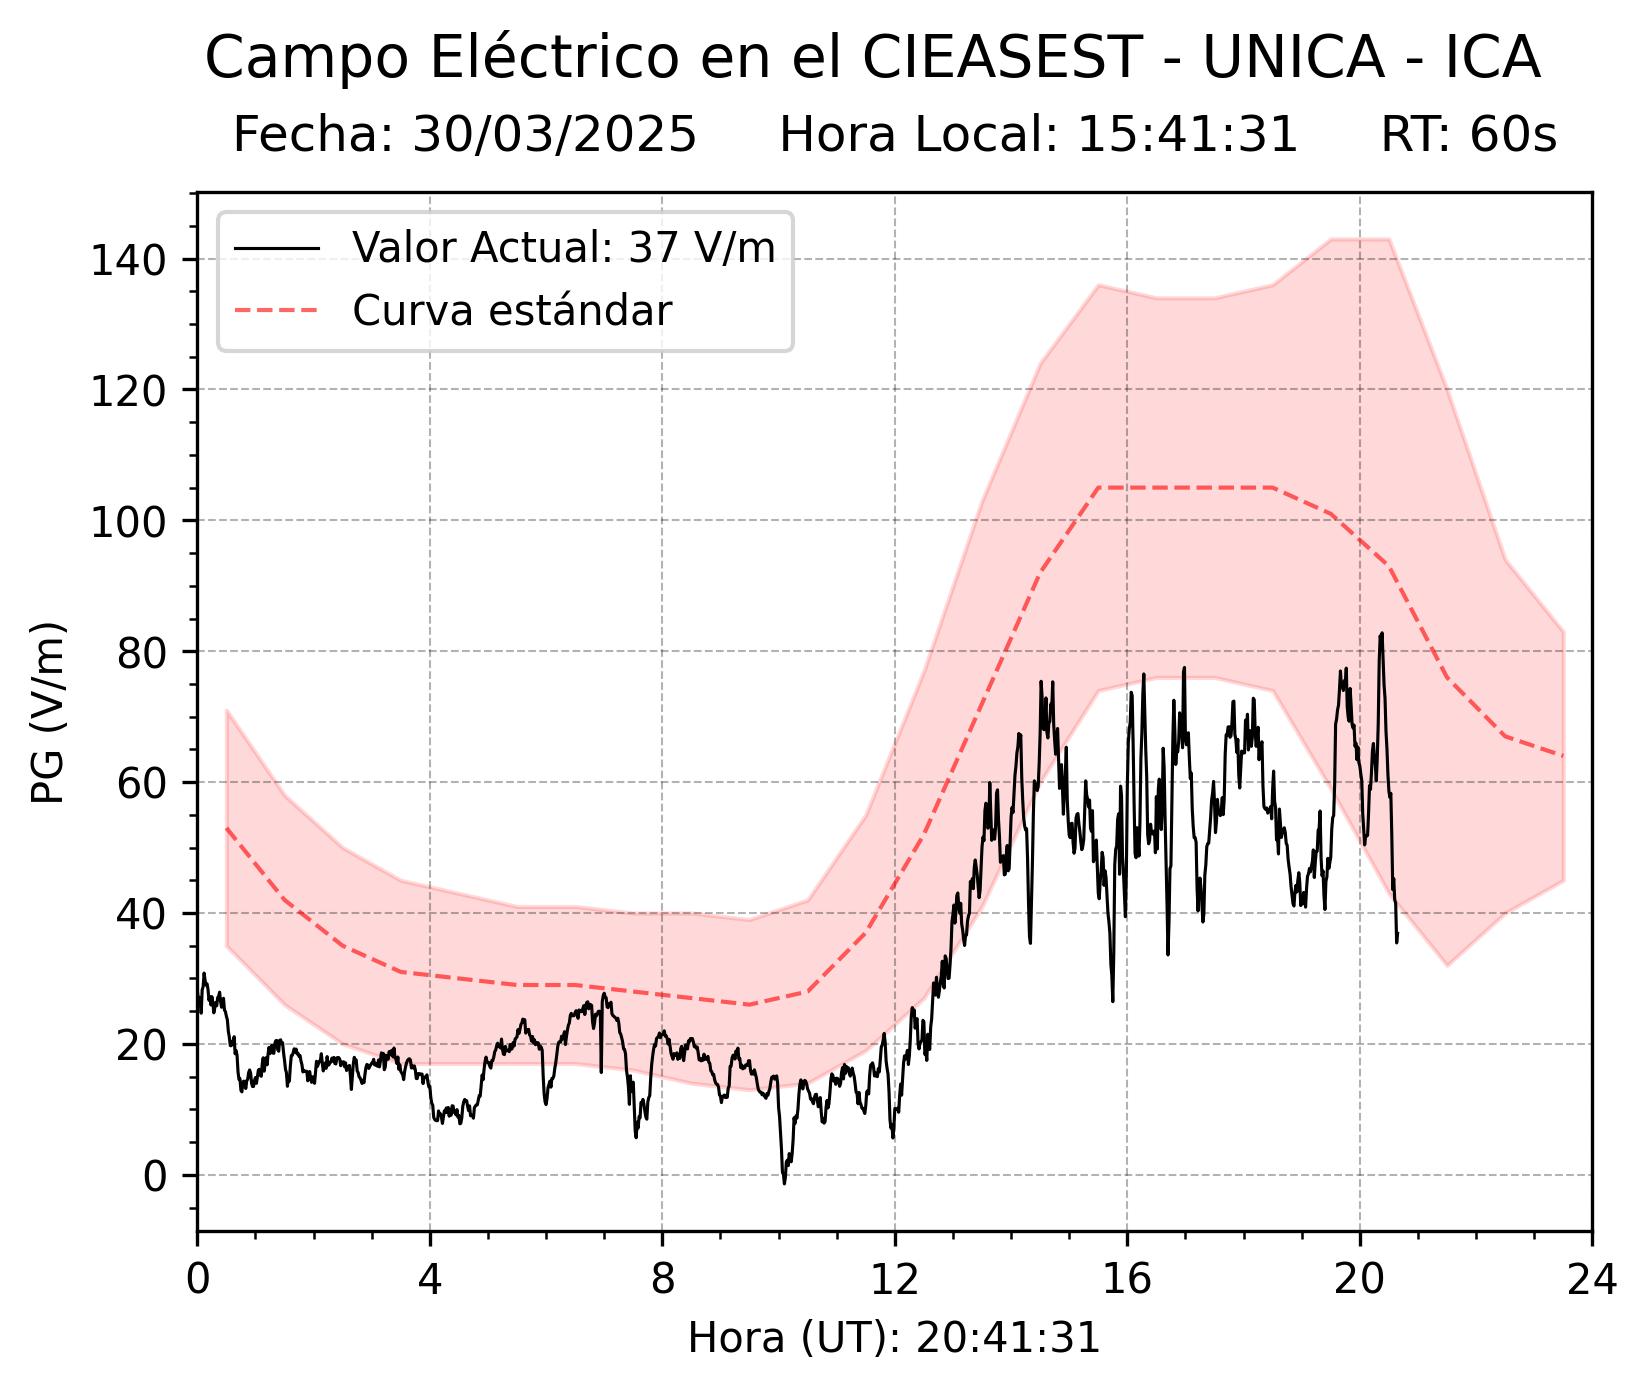 Campo Eléctrico en el CIEASEST - UNICA - ICA
Fecha: 30/03/2025 Hora Local: 15:41:31 RT: 60s
Valor Actual: 37 V/m
Curva estándar
140
120
100
80
60
40
20
0
PG (V/m)
0 4 8 12 16 20 24
Hora (UT): 20:41:31